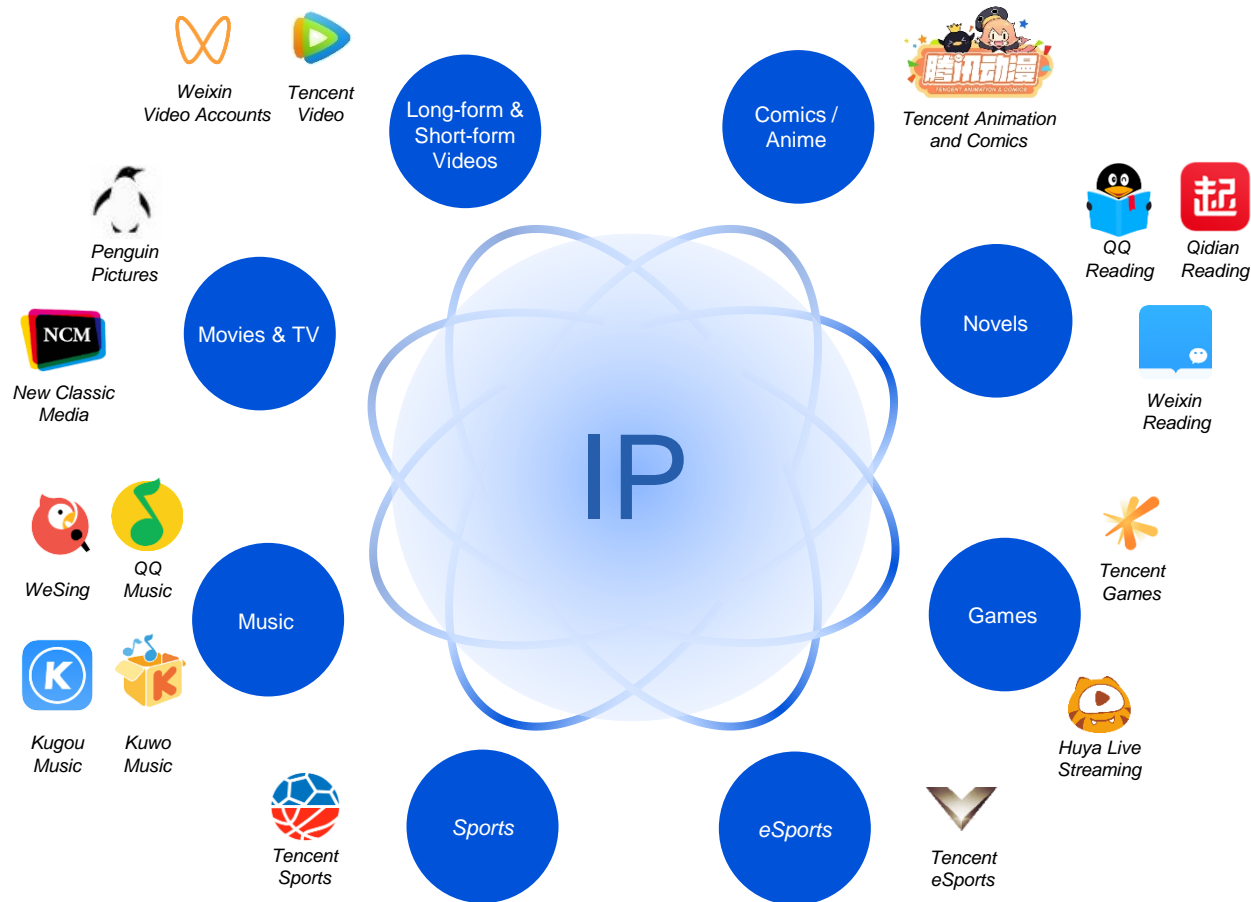 Weixin
Video Accounts
Tencent
Video
Long-form &
Short-form
Videos
Comics /
Anime
腾讯动漫
TENCENT ANIMATION & COMICS
Tencent Animation
and Comics
Penguin
Pictures
Movies & TV
NCM
New Classic
Media
QQ
Reading
起
Qidian
Reading
Novels
Weixin
Reading
IP
WeSing
QQ
Music
Music
K
Kugou
Music
K
Kuwo
Music
Tencent
Games
Games
Huya Live
Streaming
Tencent
Sports
Sports
eSports
Tencent
eSports